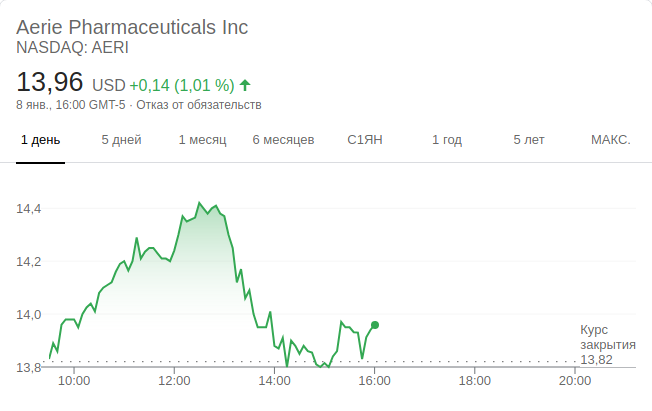 Aerie Pharmaceuticals Inc
NASDAQ: AERI
13,96 USD +0,14 (1,01 %)
8 янв., 16:00 GMT-5 · Отказ от обязательств
1 день 5 дней 1 месяц 6 месяцев С1ЯН 1 год 5 лет МАКС.
14,4
14,2
14,0
Курс
закрытия
13,82
13,8
10:00 12:00 14:00 16:00 18:00 20:00